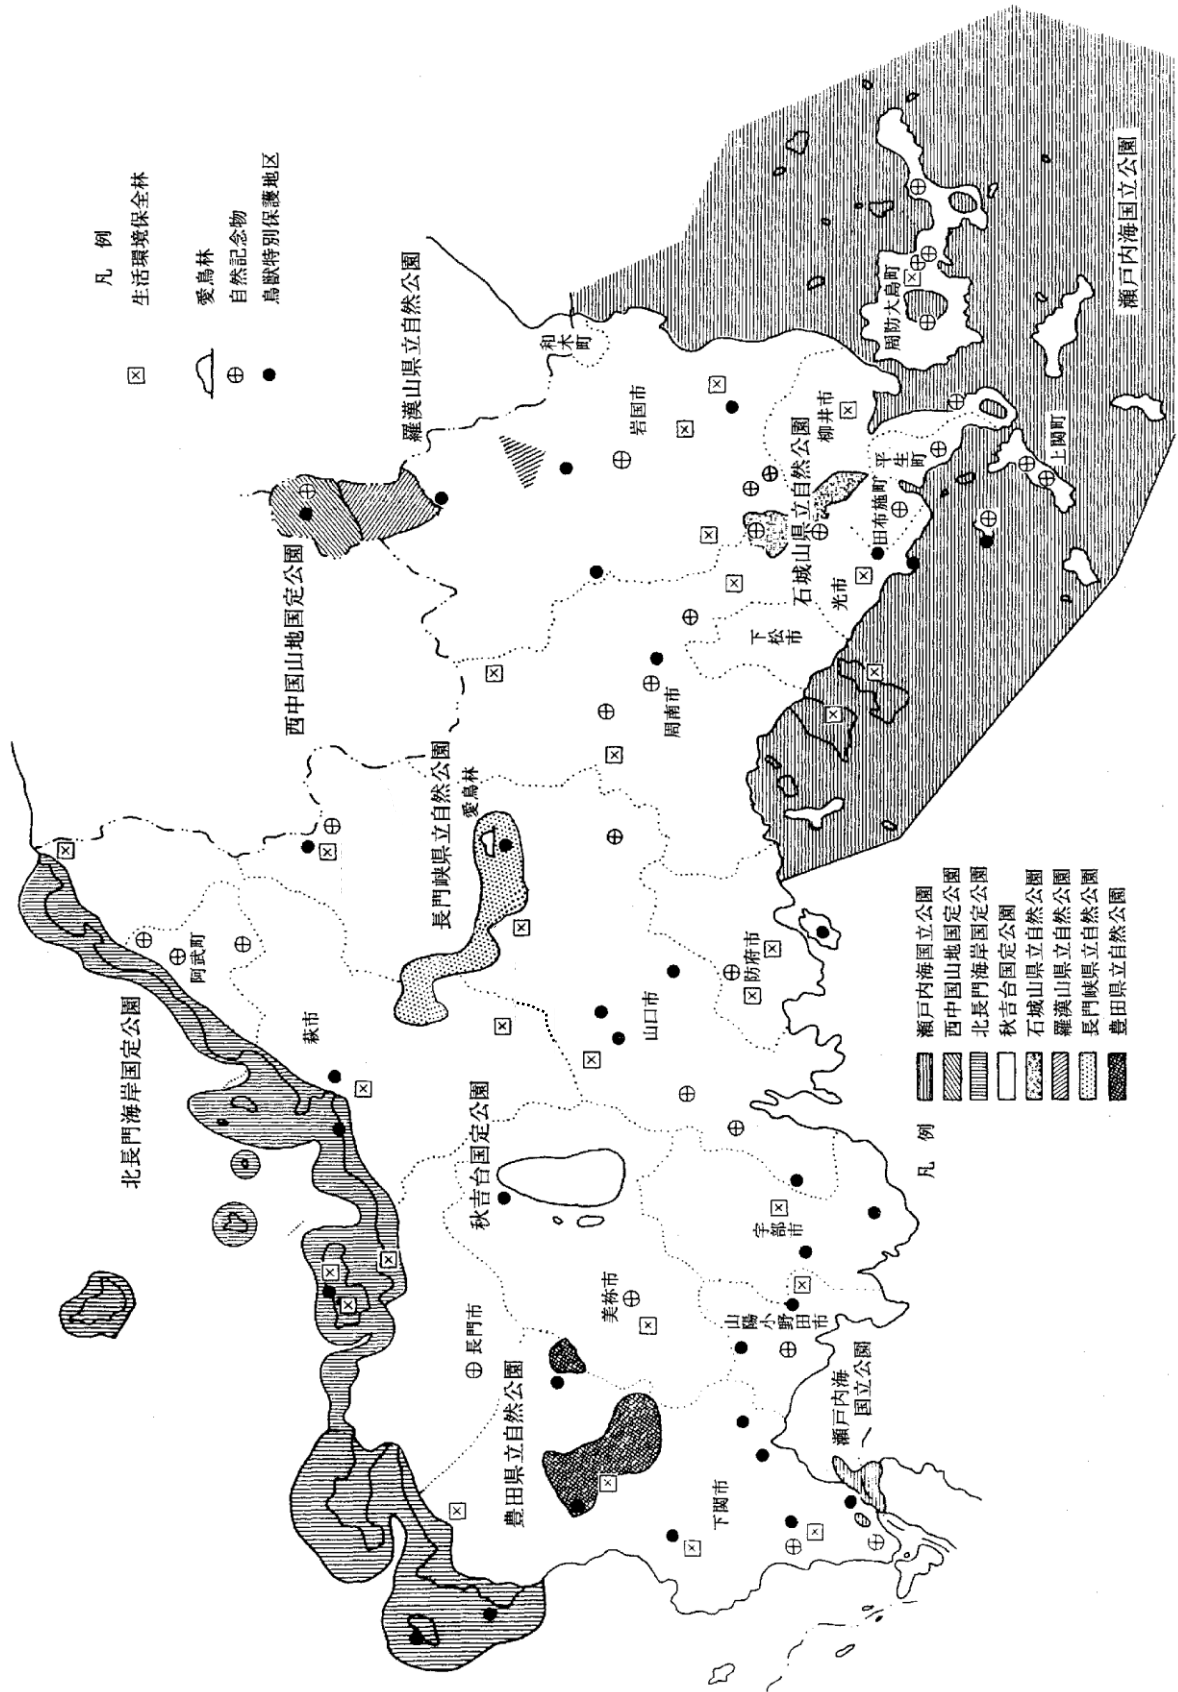 凡　例
生活環境保全林
愛鳥林
自然記念物
鳥獣特別保護地区
北長門海岸国定公園
西中国山地国定公園
羅漢山県立自然公園
長門峡県立自然公園
愛鳥林
秋吉台国定公園
豊田県立自然公園
石城山県立自然公園
瀬戸内海国立公園
瀬戸内海
国立公園
阿武町
萩市
長門市
美祢市
下関市
山陽小野田市
宇部市
山口市
防府市
周南市
下松市
光市
田布施町
平生町
上関町
柳井市
周防大島町
岩国市
和木町
凡　例
瀬戸内海国立公園
西中国山地国定公園
北長門海岸国定公園
秋吉台国定公園
石城山県立自然公園
羅漢山県立自然公園
長門峡県立自然公園
豊田県立自然公園